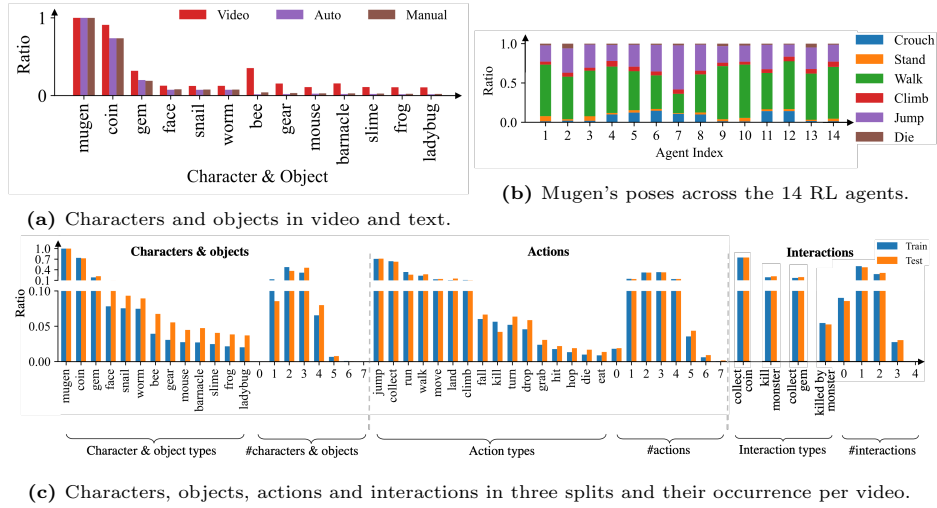 Video Auto Manual
1
0
Ratio
mugen coin gem face snail worm bee gear mouse barnacle slime frog ladybug
Character & Object
(a) Characters and objects in video and text.
1.0
0.5
0.0
Ratio
1 2 3 4 5 6 7 8 9 10 11 12 13 14
Agent Index
Crouch
Stand
Walk
Climb
Jump
Die
(b) Mugen's poses across the 14 RL agents.
Characters & objects Actions Interactions
Train
Test
1.0
0.7
0.4
0.1
0.10
0.05
0.00
Ratio
mugen coin gem face snail worm bee gear mouse barnacle slime frog ladybug 0 1 2 3 4 5 6 7
jump collect run walk move land climb fall kill turn drop grab hit hop die eat 0 1 2 3 4 5 6 7
collect coin kill monster collect gem killed by monster 0 1 2 3 4
Character & object types #characters & objects Action types #actions Interaction types #interactions
(c) Characters, objects, actions and interactions in three splits and their occurrence per video.